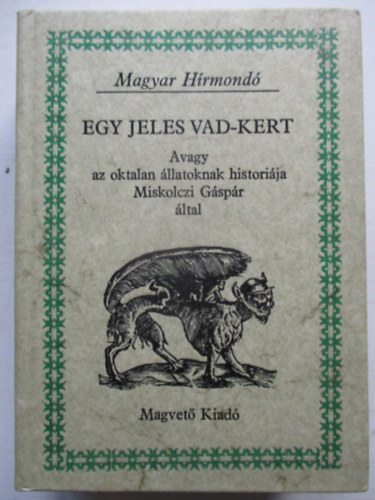 Magyar Hírmondó
EGY JELES VAD-KERT
Avagy
az oktalan állatoknak historiája
Miskolczi Gáspár
által
Magvető Kiadó